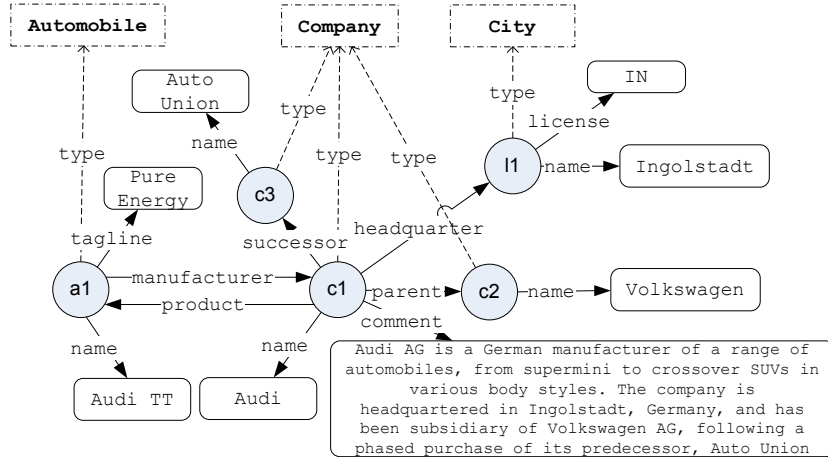 Automobile
Company
City
Auto
Union
IN
type
type
license
name
type
type
l1
name
Ingolstadt
type
Pure
Energy
c3
tagline
successor
headquarter
a1
manufacturer
c1
parent
c2
name
Volkswagen
product
comment
name
name
Audi TT
Audi
Audi AG is a German manufacturer of a range of
automobiles, from supermini to crossover SUVs in
various body styles. The company is
headquartered in Ingolstadt, Germany, and has
been subsidiary of Volkswagen AG, following a
phased purchase of its predecessor, Auto Union